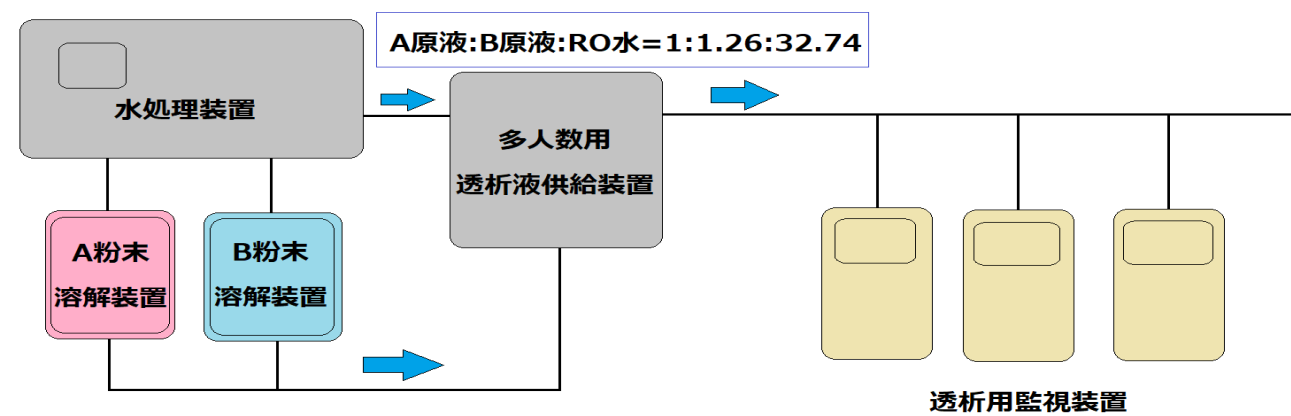 A原液:B原液:RO水=1:1.26:32.74
水処理装置
多人数用
透析液供給装置
A粉末
溶解装置
B粉末
溶解装置
透析用監視装置